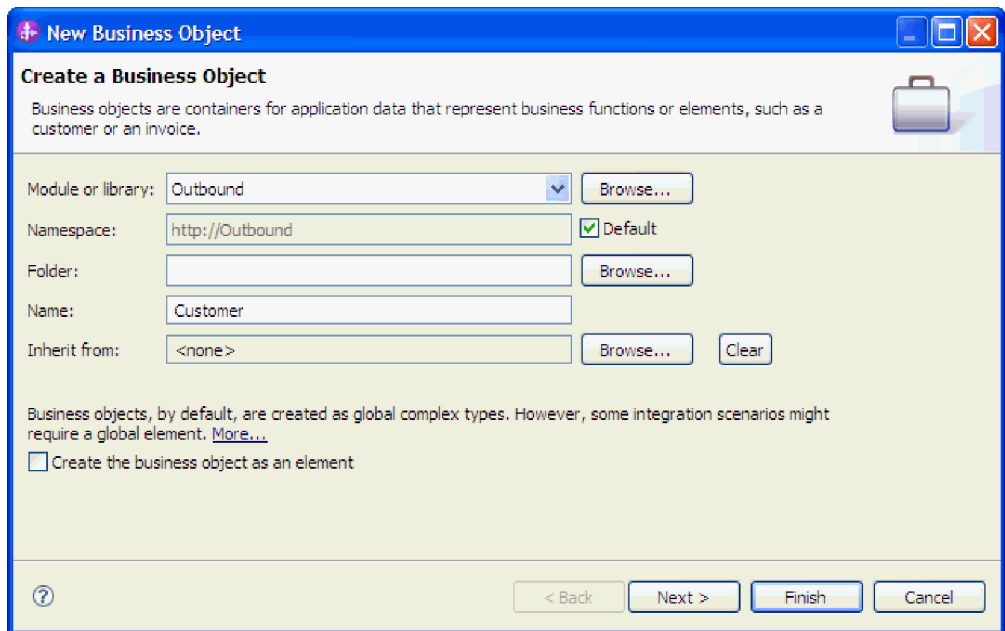 New Business Object
Create a Business Object
Business objects are containers for application data that represent business functions or elements, such as a
customer or an invoice.
Module or library: Outbound Browse...
Namespace: http://Outbound Default
Folder: Browse...
Name: Customer
Inherit from: <none> Browse... Clear
Business objects, by default, are created as global complex types. However, some integration scenarios might
require a global element. More...
Create the business object as an element
? < Back Next > Finish Cancel